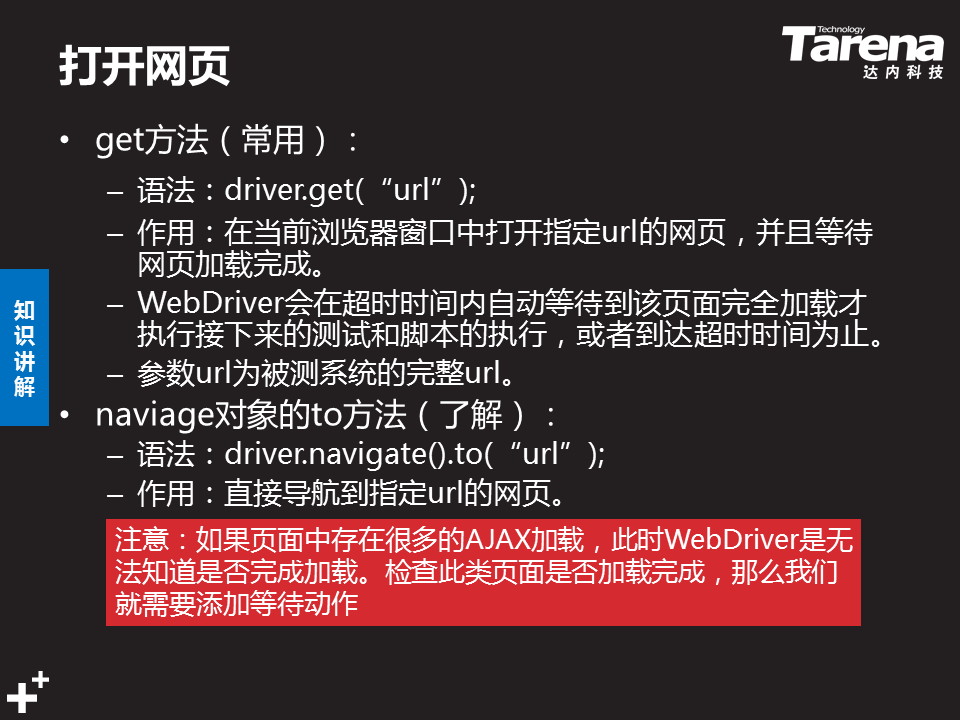 打开网页
Technology
Tarena
达内科技
• get方法（常用）：
– 语法：driver.get(“url”);
– 作用：在当前浏览器窗口中打开指定url的网页，并且等待
网页加载完成。
– WebDriver会在超时时间内自动等待到该页面完全加载才
执行接下来的测试和脚本的执行，或者到达超时时间为止。
– 参数url为被测系统的完整url。
知
识
讲
解
• naviage对象的to方法（了解）：
– 语法：driver.navigate().to(“url”);
– 作用：直接导航到指定url的网页。
注意：如果页面中存在很多的AJAX加载，此时WebDriver是无
法知道是否完成加载。检查此类页面是否加载完成，那么我们
就需要添加等待动作